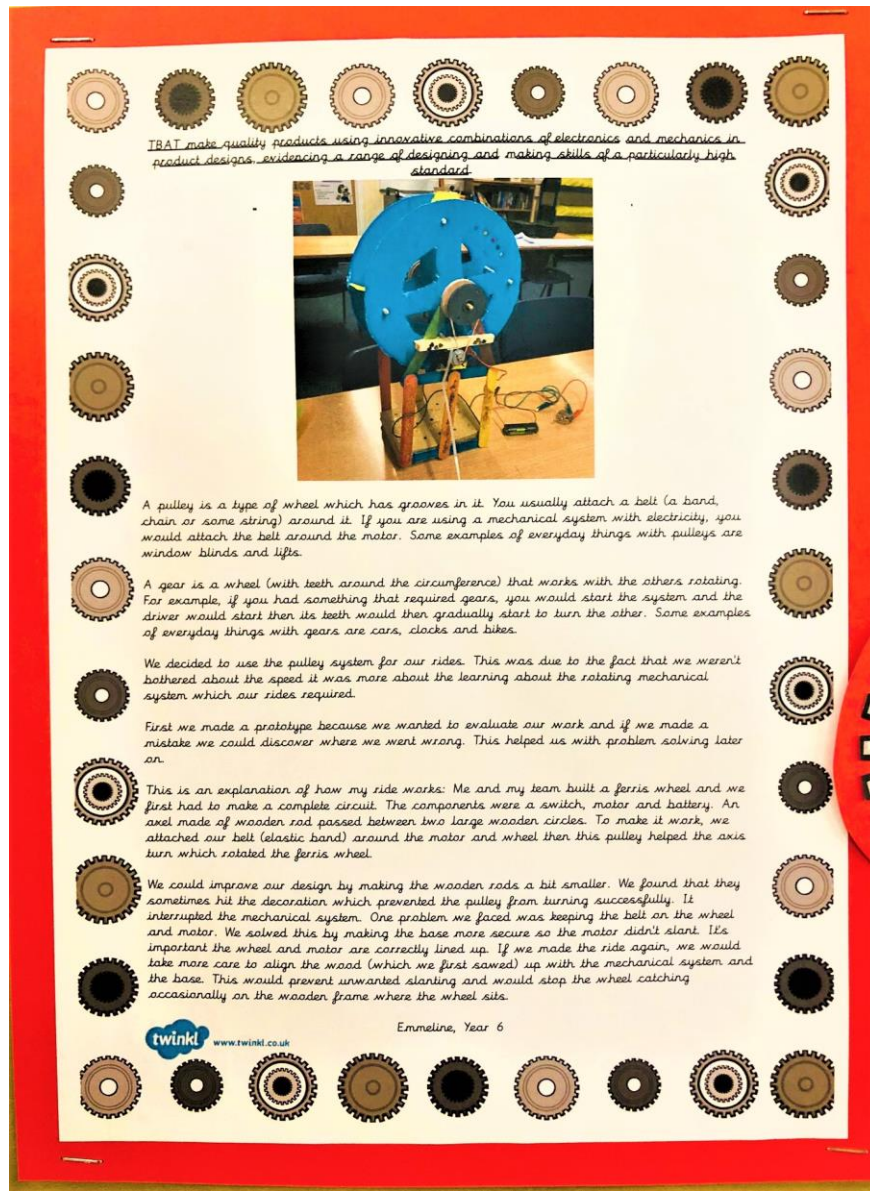 TBAT make quality products using innovative combinations of electronics and mechanics in
product designs, evidencing a range of designing and making skills of a particularly high
standard.
A pulley is a type of wheel which has grooves in it. You usually attach a belt (a band,
chain or some string) around it. If you are using a mechanical system with electricity, you
would attach the belt around the motor. Some examples of everyday things with pulleys are
window blinds and lifts.
A gear is a wheel (with teeth around the circumference) that works with the others rotating.
For example, if you had something that required gears, you would start the system and the
driver would start then its teeth would then gradually start to turn the other. Some examples
of everyday things with gears are cars, clocks and bikes.
We decided to use the pulley system for our rides. This was due to the fact that we weren't
bothered about the speed it was more about the learning about the rotating mechanical
system which our rides required.
First we made a prototype because we wanted to evaluate our work and if we made a
mistake we could discover where we went wrong. This helped us with problem solving later
on.
This is an explanation of how my ride works: Me and my team built a ferris wheel and we
first had to make a complete circuit. The components were a switch, motor and battery. An
axel made of wooden rod passed between two large wooden circles. To make it work, we
attached our belt (elastic band) around the motor and wheel then this pulley helped the axis
turn which rotated the ferris wheel.
We could improve our design by making the wooden rods a bit smaller. We found that they
sometimes hit the decoration which prevented the pulley from turning successfully. It
interrupted the mechanical system. One problem we faced was keeping the belt on the wheel
and motor. We solved this by making the base more secure so the motor didn't slant. It's
important the wheel and motor are correctly lined up. If we made the ride again, we would
take more care to align the wood (which we first sawed) up with the mechanical system and
the base. This would prevent unwanted slanting and would stop the wheel catching
occasionally on the wooden frame where the wheel sits.
Emmeline, Year 6
twinkl www.twinkl.co.uk